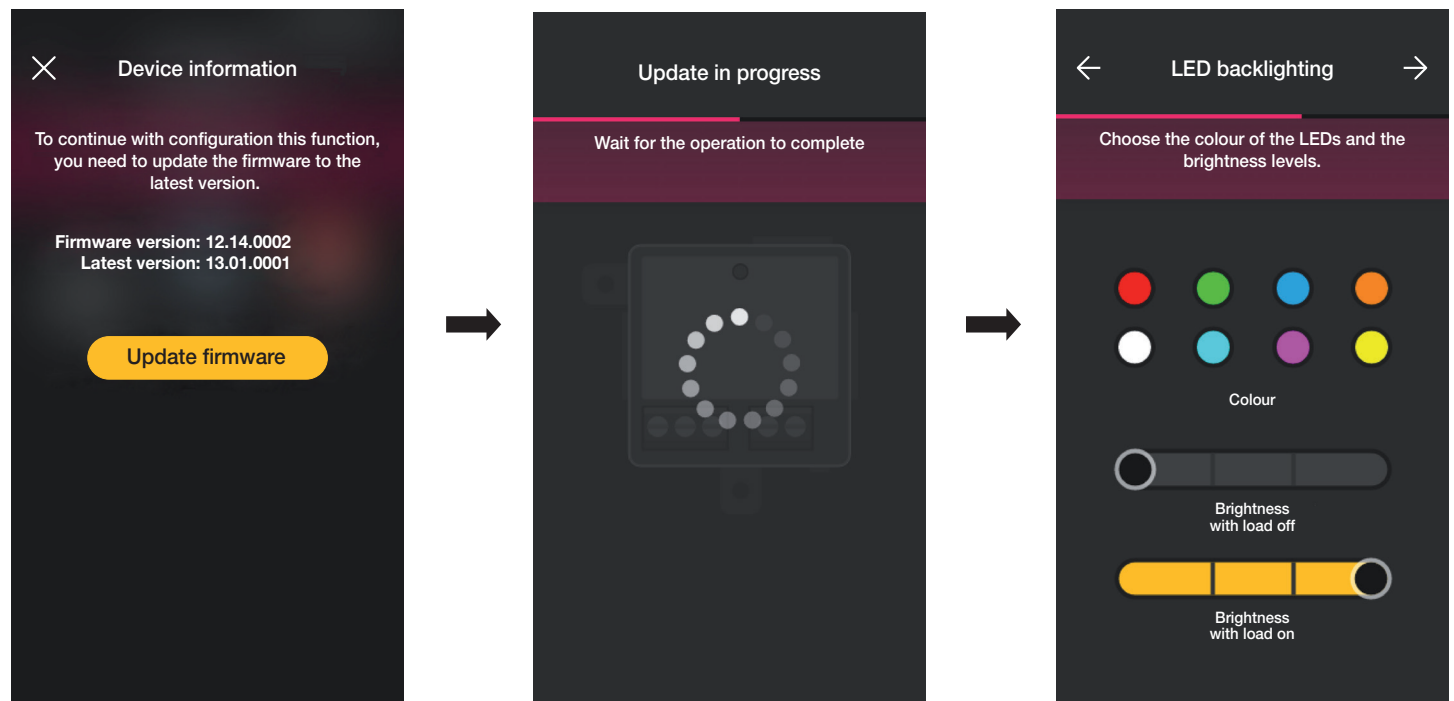 Device information
To continue with configuration this function,
you need to update the firmware to the
latest version.
Firmware version: 12.14.0002
Latest version: 13.01.0001
Update firmware
Update in progress
Wait for the operation to complete
LED backlighting
Choose the colour of the LEDs and the
brightness levels.
Colour
Brightness
with load off
Brightness
with load on